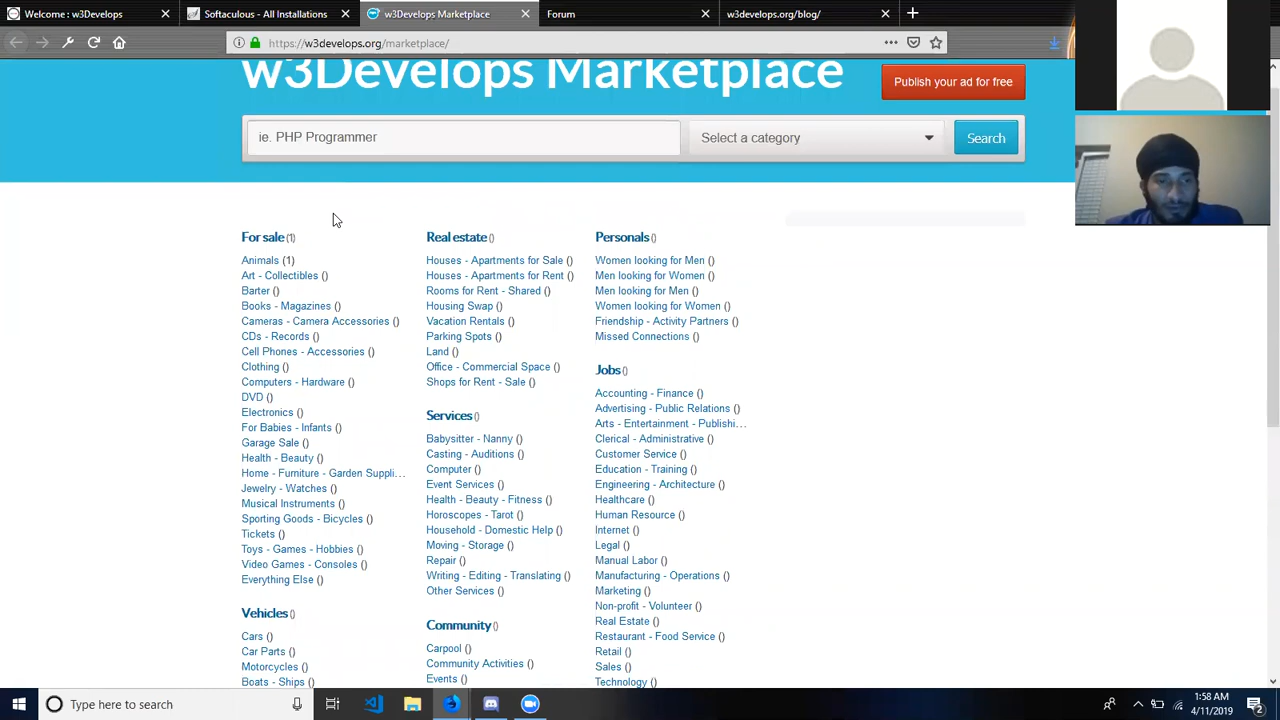 Welcome: w3Develops
Softaculous - All Installations
w3Develops Marketplace
Forum
w3develops.org/blog/
https://w3develops.org/marketplace/
w3Develops Marketplace
Publish your ad for free
ie. PHP Programmer
Select a category
Search
For sale (1)
Animals (1)
Art - Collectibles ()
Barter ()
Books - Magazines ()
Cameras - Camera Accessories ()
CDs - Records ()
Cell Phones - Accessories ()
Clothing ()
Computers - Hardware ()
DVD ()
Electronics ()
For Babies - Infants ()
Garage Sale ()
Health - Beauty ()
Home - Furniture - Garden Suppli...
Jewelry - Watches ()
Musical Instruments ()
Sporting Goods - Bicycles ()
Tickets ()
Toys - Games - Hobbies ()
Video Games - Consoles ()
Everything Else ()
Vehicles ()
Cars ()
Car Parts ()
Motorcycles ()
Boats - Ships ()
Real estate ()
Houses - Apartments for Sale ()
Houses - Apartments for Rent ()
Rooms for Rent - Shared ()
Housing Swap ()
Vacation Rentals ()
Parking Spots ()
Land ()
Office - Commercial Space ()
Shops for Rent - Sale ()
Services ()
Babysitter - Nanny ()
Casting - Auditions ()
Computer ()
Event Services ()
Health - Beauty - Fitness ()
Horoscopes - Tarot ()
Household - Domestic Help ()
Moving - Storage ()
Repair ()
Writing - Editing - Translating ()
Other Services ()
Community ()
Carpool ()
Community Activities ()
Events ()
Personals ()
Women looking for Men ()
Men looking for Women ()
Men looking for Men ()
Women looking for Women ()
Friendship - Activity Partners ()
Missed Connections ()
Jobs ()
Accounting - Finance ()
Advertising - Public Relations ()
Arts - Entertainment - Publishi...
Clerical - Administrative ()
Customer Service ()
Education - Training ()
Engineering - Architecture ()
Healthcare ()
Human Resource ()
Internet ()
Legal ()
Manual Labor ()
Manufacturing - Operations ()
Marketing ()
Non-profit - Volunteer ()
Real Estate ()
Restaurant - Food Service ()
Retail ()
Sales ()
Technology ()
Type here to search
1:58 AM
4/11/2019
2